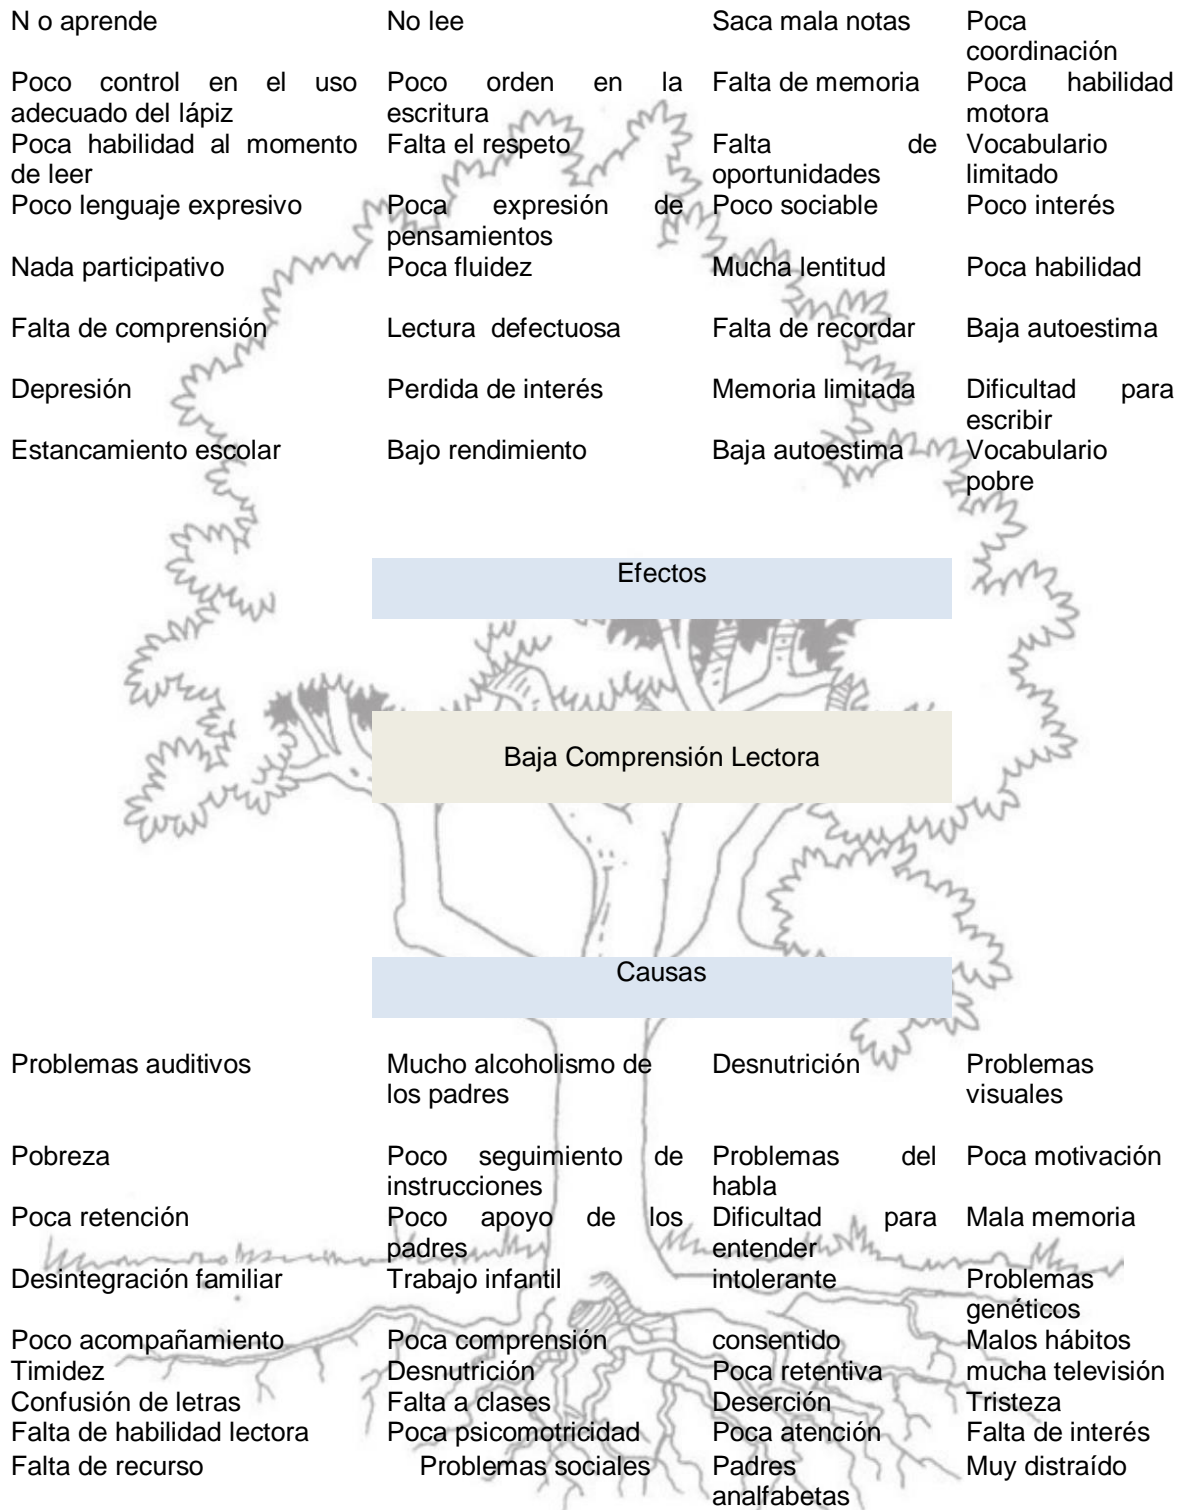 N o aprende No lee Saca mala notas Poca
coordinación
Poco control en el uso Poco orden en la Falta de memoria Poca habilidad
adecuado del lápiz escritura motora
Poca habilidad al momento Falta el respeto Falta de Vocabulario
de leer oportunidades limitado
Poco lenguaje expresivo Poca expresión de Poco sociable Poco interés
pensamientos
Nada participativo Poca fluidez Mucha lentitud Poca habilidad
Falta de comprensión Lectura defectuosa Falta de recordar Baja autoestima
Depresión Perdida de interés Memoria limitada Dificultad para
escribir
Estancamiento escolar Bajo rendimiento Baja autoestima Vocabulario
pobre
Efectos
Baja Comprensión Lectora
Causas
Problemas auditivos Mucho alcoholismo de Desnutrición Problemas
los padres visuales
Pobreza Poco seguimiento de Problemas del Poca motivación
instrucciones habla
Poca retención Poco apoyo de los Dificultad para Mala memoria
padres entender
Desintegración familiar Trabajo infantil intolerante Problemas
genéticos
Poco acompañamiento Poca comprensión consentido Malos hábitos
Timidez Desnutrición Poca retentiva mucha televisión
Confusión de letras Falta a clases Deserción Tristeza
Falta de habilidad lectora Poca psicomotricidad Poca atención Falta de interés
Falta de recurso Problemas sociales Padres Muy distraído
analfabetas